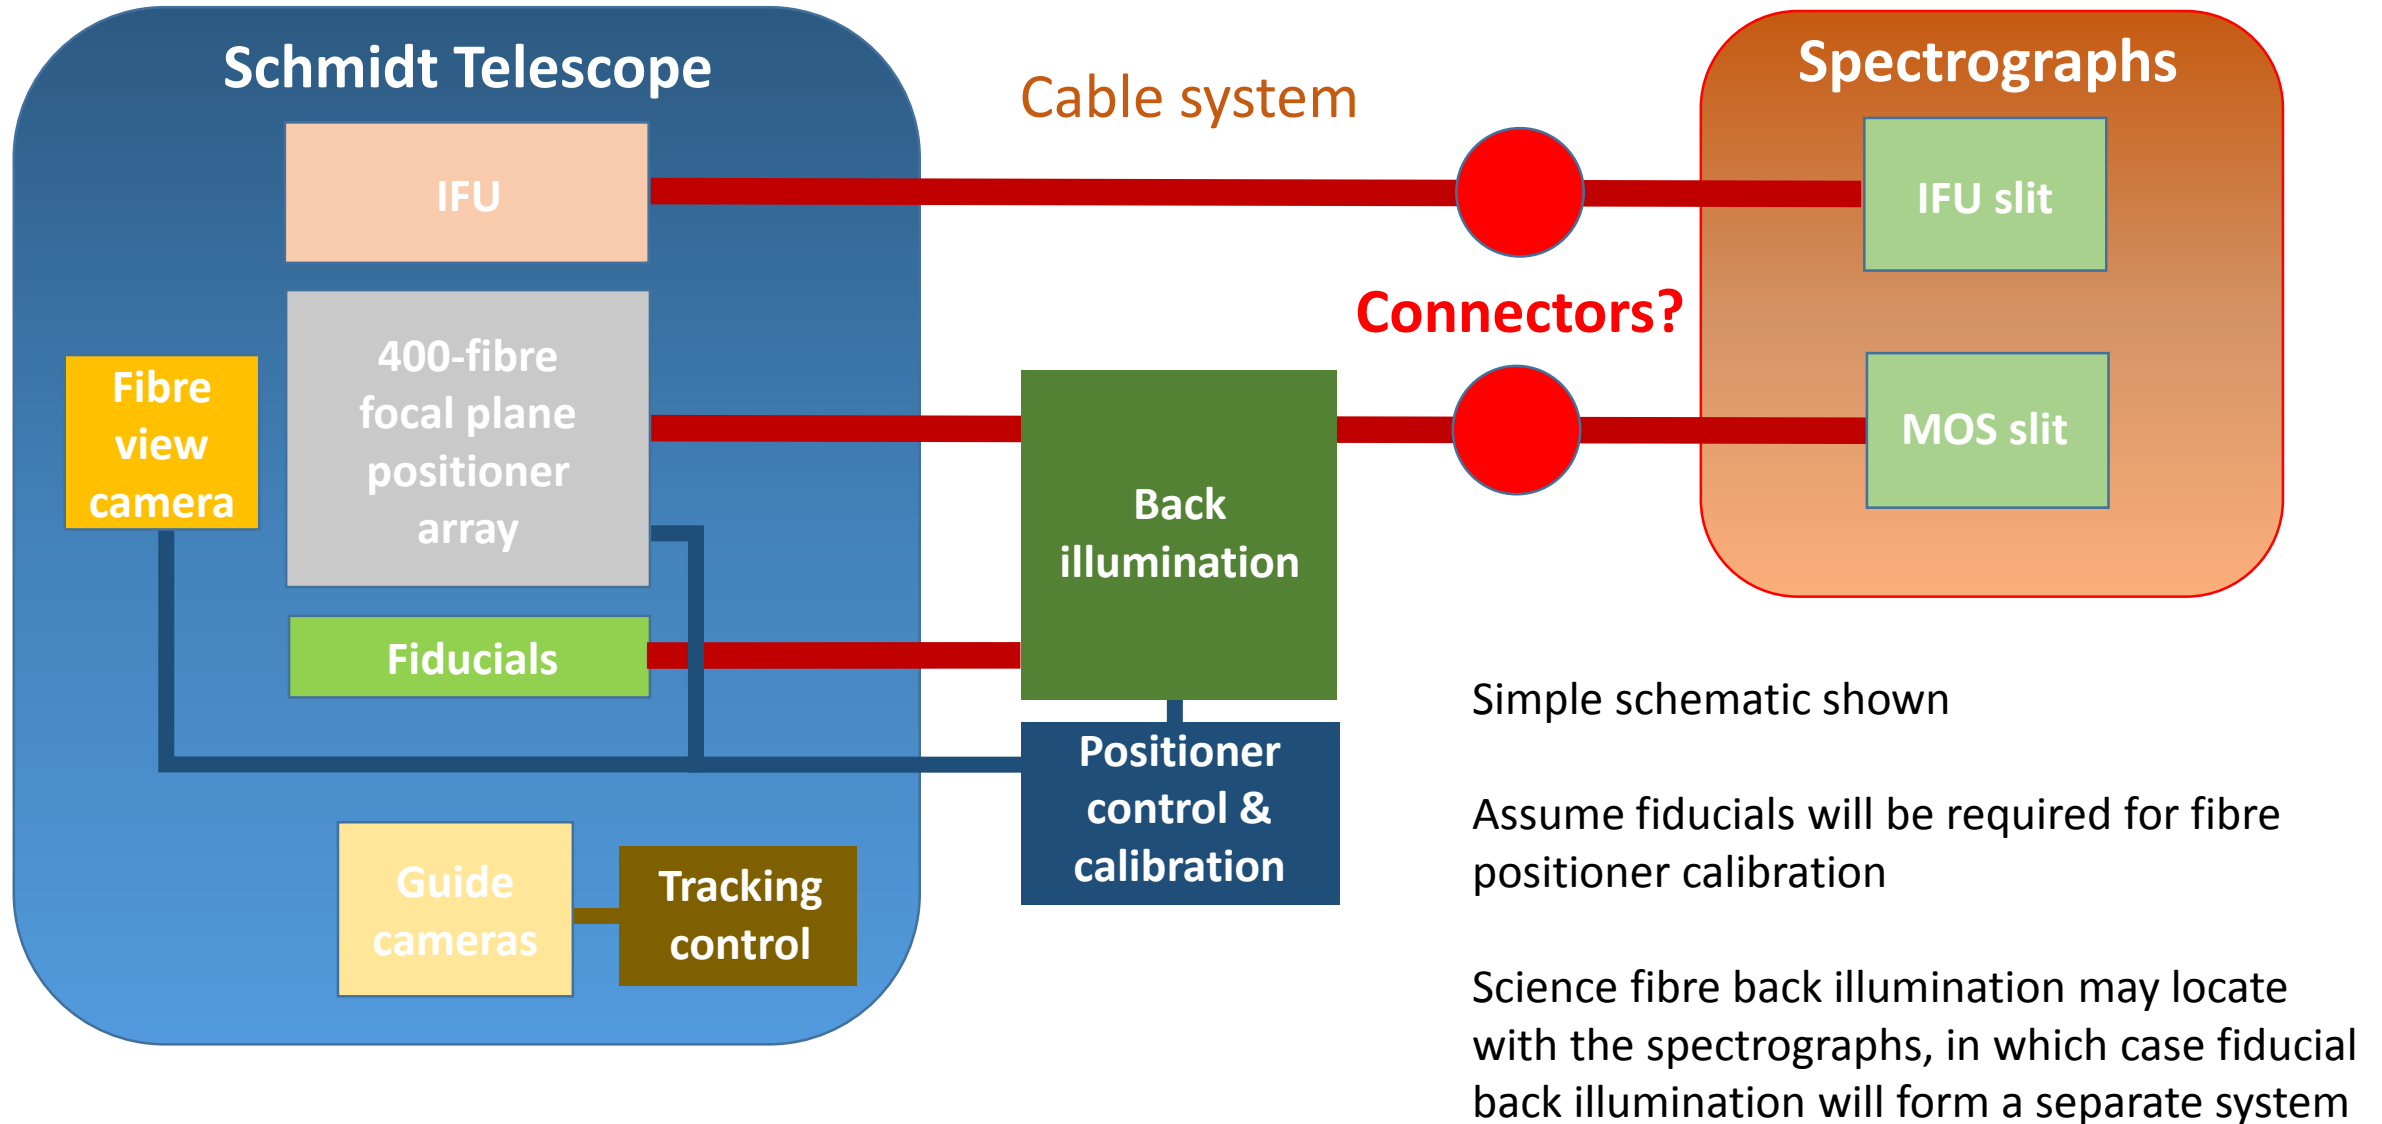 Schmidt Telescope
IFU
400-fibre
focal plane
positioner
array
Fibre
view
camera
Fiducials
Guide
cameras
Tracking
control
Cable system
Connectors?
Back
illumination
Positioner
control &
calibration
Spectrographs
IFU slit
MOS slit
Simple schematic shown
Assume fiducials will be required for fibre
positioner calibration
Science fibre back illumination may locate
with the spectrographs, in which case fiducial
back illumination will form a separate system